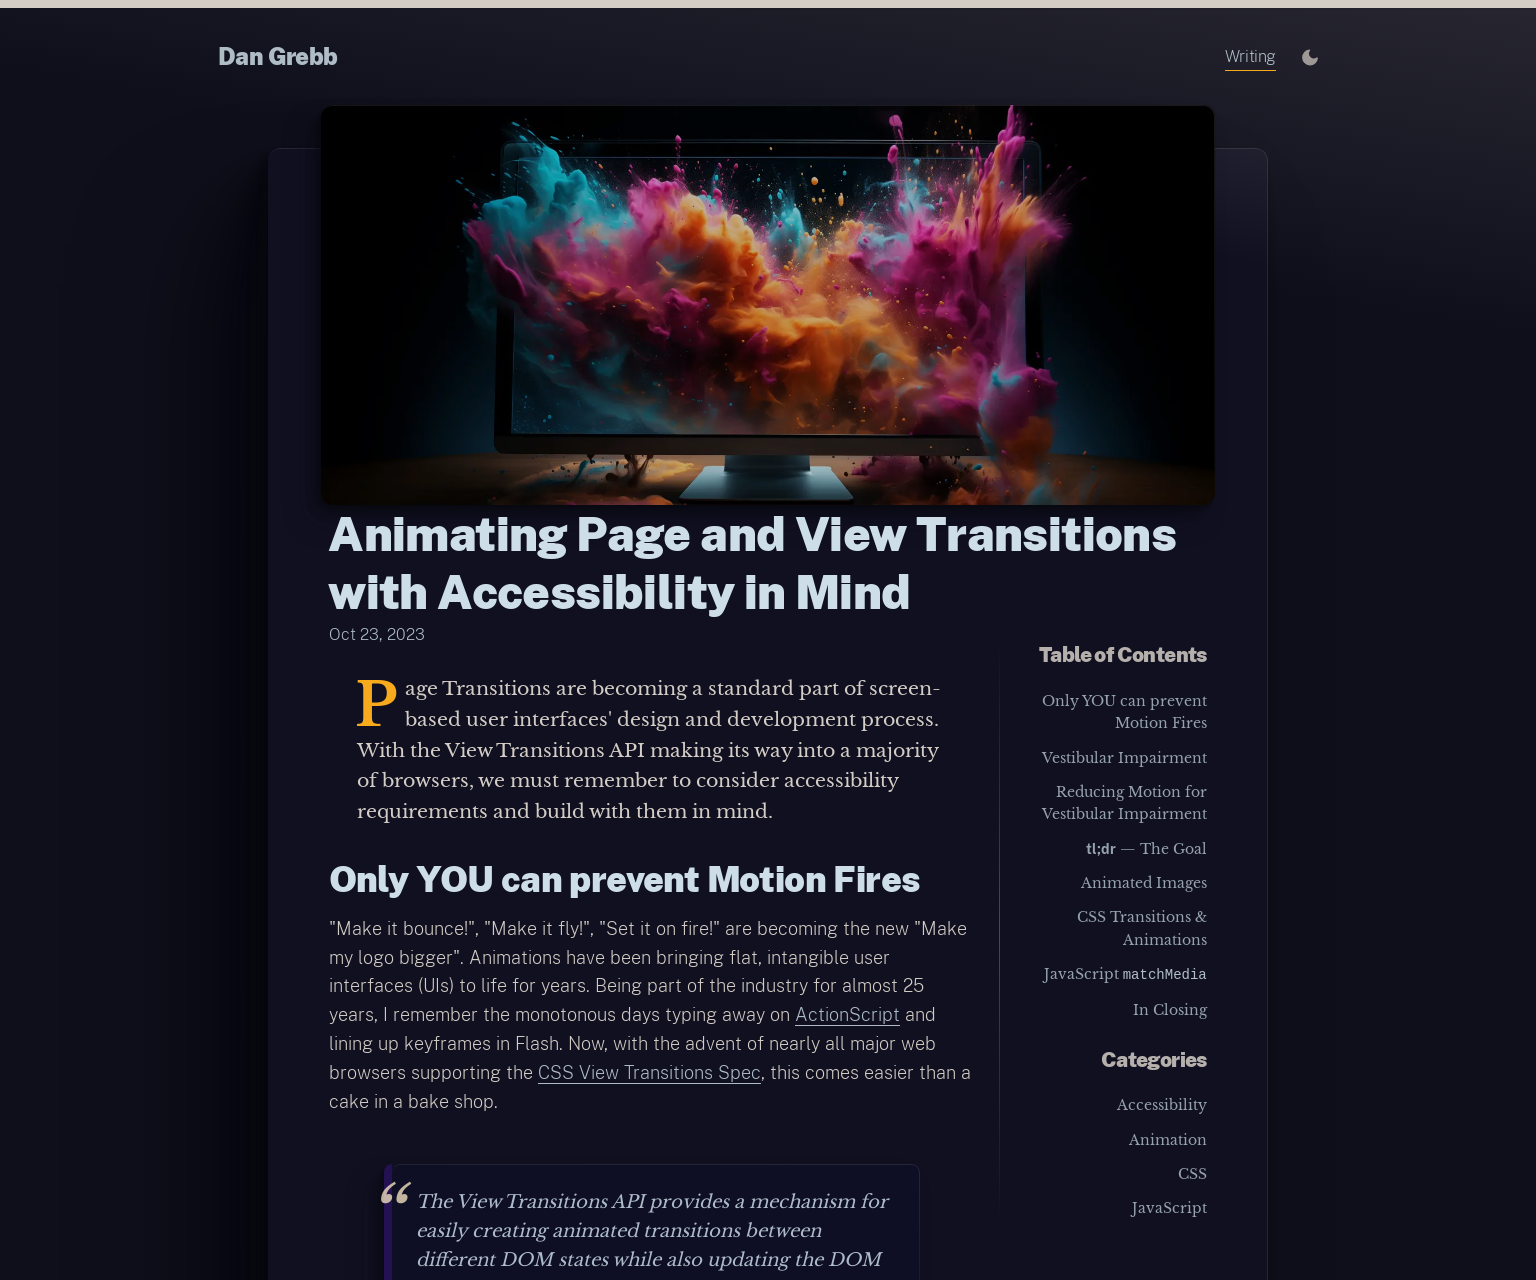 Dan Grebb
Writing
Animating Page and View Transitions
with Accessibility in Mind
Oct 23, 2023
Page Transitions are becoming a standard part of screen-
based user interfaces' design and development process.
With the View Transitions API making its way into a majority
of browsers, we must remember to consider accessibility
requirements and build with them in mind.
Only YOU can prevent Motion Fires
"Make it bounce!", "Make it fly!", "Set it on fire!" are becoming the new "Make
my logo bigger". Animations have been bringing flat, intangible user
interfaces (UIs) to life for years. Being part of the industry for almost 25
years, I remember the monotonous days typing away on ActionScript and
lining up keyframes in Flash. Now, with the advent of nearly all major web
browsers supporting the CSS View Transitions Spec, this comes easier than a
cake in a bake shop.
“The View Transitions API provides a mechanism for
easily creating animated transitions between
different DOM states while also updating the DOM
Table of Contents
Only YOU can prevent
Motion Fires
Vestibular Impairment
Reducing Motion for
Vestibular Impairment
tl;dr — The Goal
Animated Images
CSS Transitions &
Animations
JavaScript matchMedia
In Closing
Categories
Accessibility
Animation
CSS
JavaScript